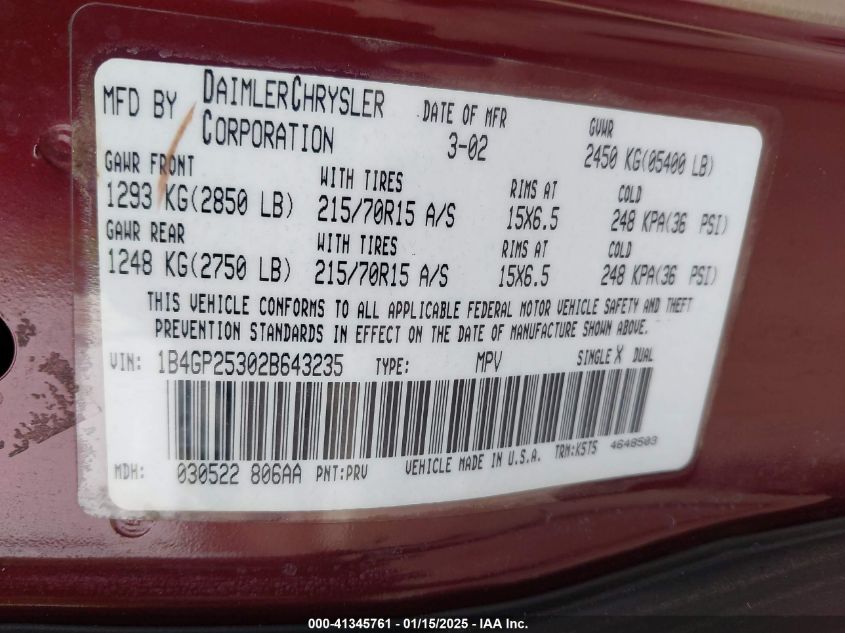 MFD BY DAIMLERCHRYSLER CORPORATION DATE OF MFR 3-02 GVWR 2450 KG(05400 LB)
GAWR FRONT WITH TIRES RIMS AT COLD
1293 KG(2850 LB) 215/70R15 A/S 15X6.5 248 KPA(36 PSI)
GAWR REAR WITH TIRES RIMS AT COLD
1248 KG(2750 LB) 215/70R15 A/S 15X6.5 248 KPA(36 PSI)
THIS VEHICLE CONFORMS TO ALL APPLICABLE FEDERAL MOTOR VEHICLE SAFETY AND THEFT
PREVENTION STANDARDS IN EFFECT ON THE DATE OF MANUFACTURE SHOWN ABOVE.
VIN: 1B4GP25302B643235 TYPE: MPV SINGLE X DUAL
MDH: 030522 806AA PNT:PRV VEHICLE MADE IN U.S.A. TRM:K5T5 4648503
000-41345761 - 01/15/2025 - Copyright © IAA, Inc.